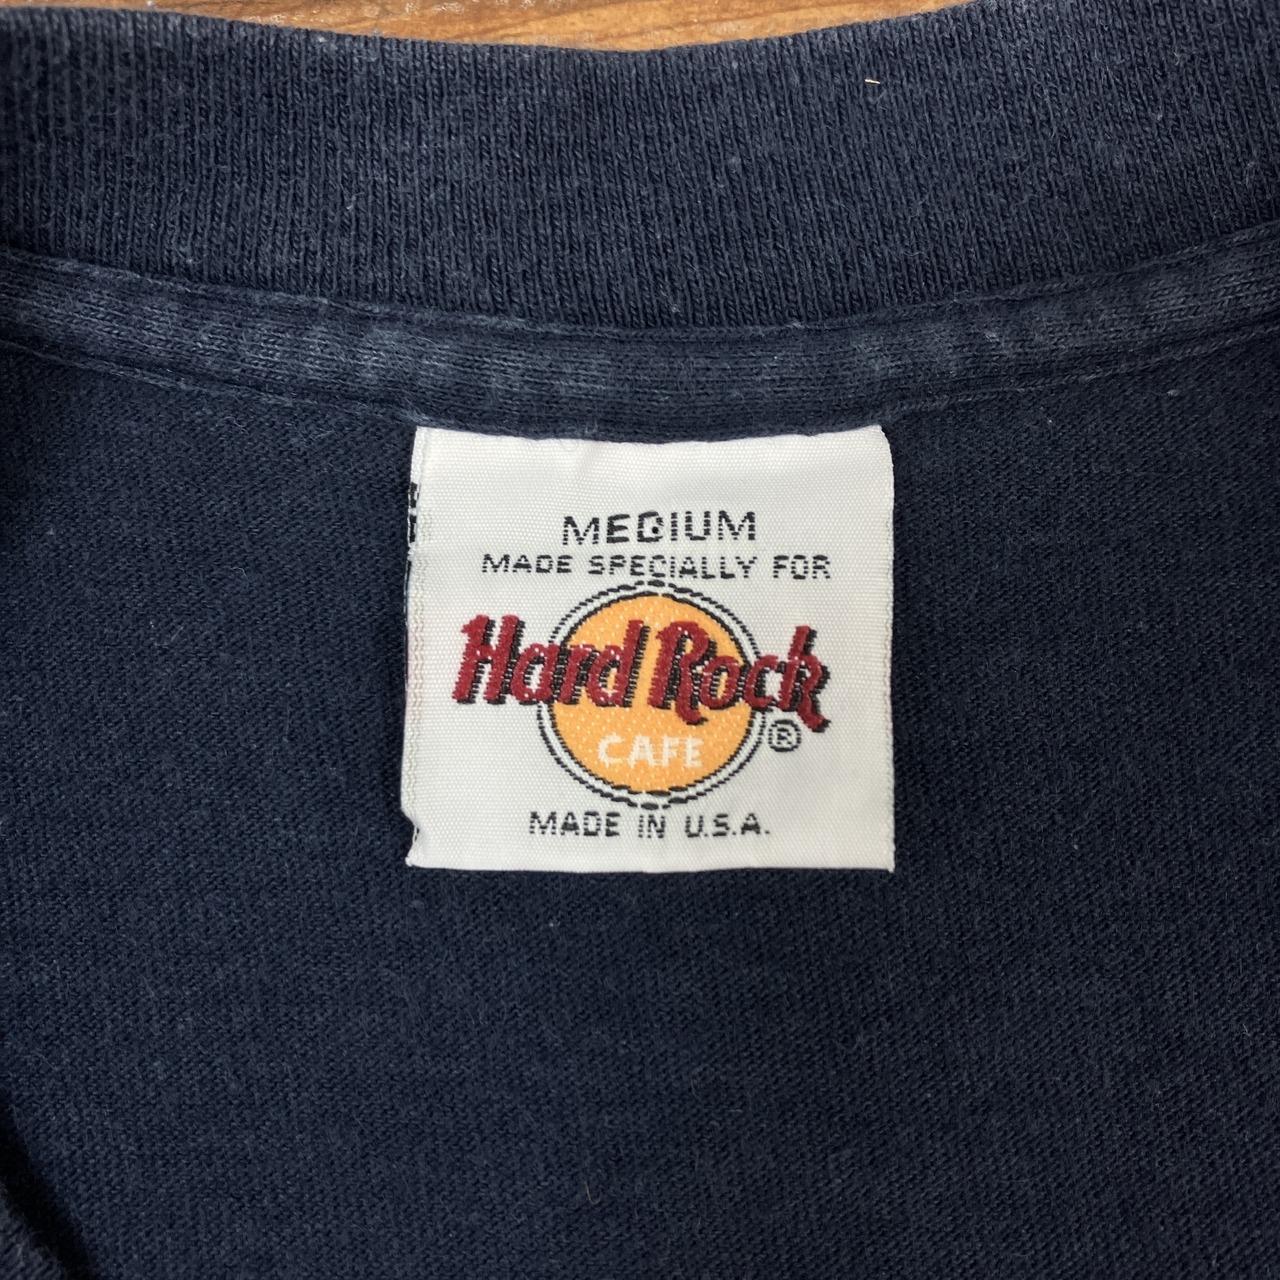 MEDIUM
MADE SPECIALLY FOR
Hard Rock
CAFE ®
MADE IN U.S.A.